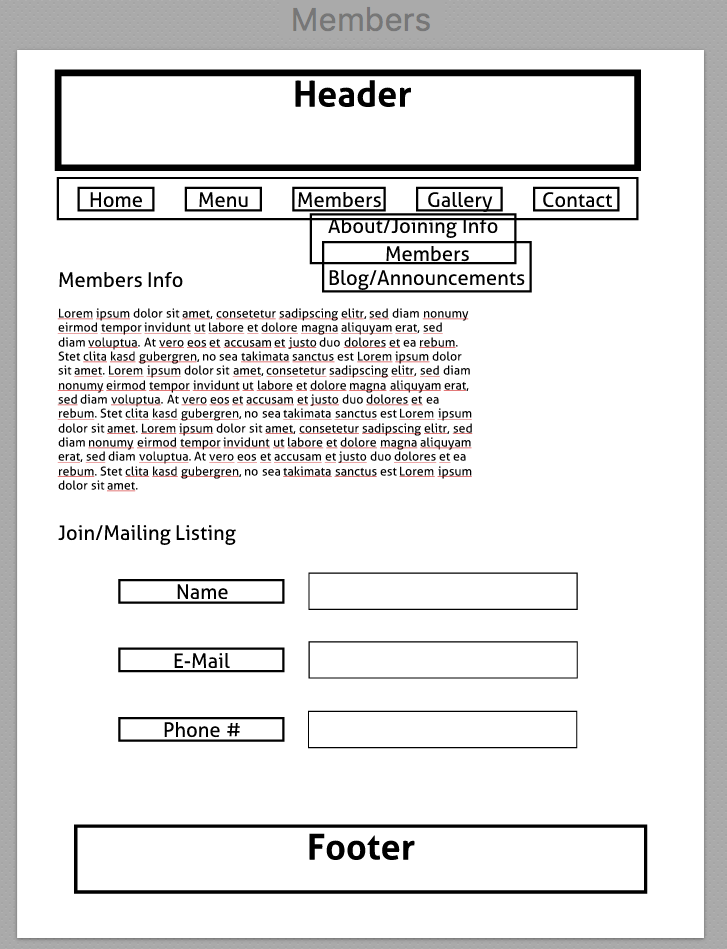 Members
Header
Home Menu Members Gallery Contact
About/Joining Info
Members
Blog/Announcements
Members Info
Lorem ipsum dolor sit amet, consetetur sadipscing elitr, sed diam nonumy
eirmod tempor invidunt ut labore et dolore magna aliquyam erat, sed
diam voluptua. At vero eos et accusam et justo duo dolores et ea rebum.
Stet clita kasd gubergren, no sea takimata sanctus est Lorem ipsum dolor
sit amet. Lorem ipsum dolor sit amet, consetetur sadipscing elitr, sed diam
nonumy eirmod tempor invidunt ut labore et dolore magna aliquyam erat,
sed diam voluptua. At vero eos et accusam et justo duo dolores et ea
rebum. Stet clita kasd gubergren, no sea takimata sanctus est Lorem ipsum
dolor sit amet. Lorem ipsum dolor sit amet, consetetur sadipscing elitr, sed
diam nonumy eirmod tempor invidunt ut labore et dolore magna aliquyam
erat, sed diam voluptua. At vero eos et accusam et justo duo dolores et ea
rebum. Stet clita kasd gubergren, no sea takimata sanctus est Lorem ipsum
dolor sit amet.
Join/Mailing Listing
Name
E-Mail
Phone #
Footer